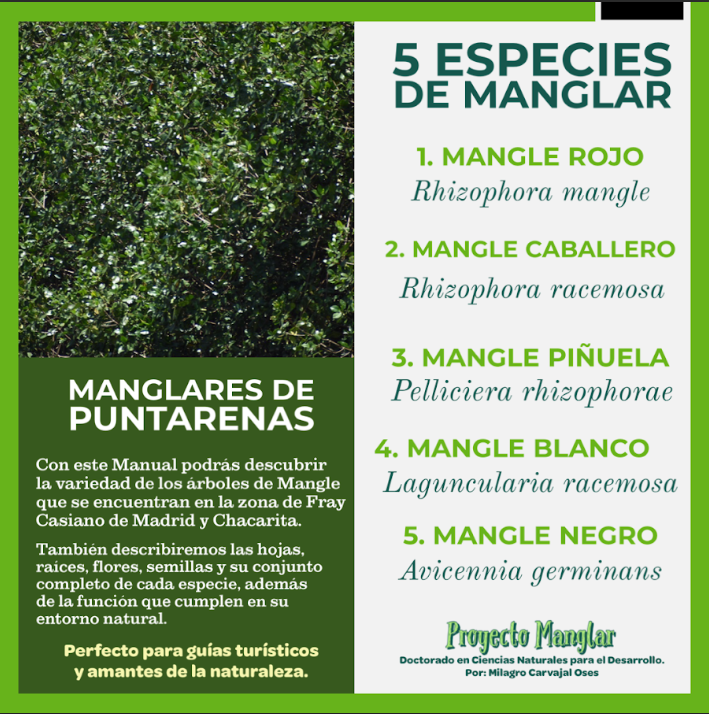 MANGLARES DE
PUNTARENAS
Con este Manual podrás descubrir
la variedad de los árboles de Mangle
que se encuentran en la zona de Fray
Casiano de Madrid y Chacarita.
También describiremos las hojas,
raíces, flores, semillas y su conjunto
completo de cada especie, además
de la función que cumplen en su
entorno natural.
Perfecto para guías turísticos
y amantes de la naturaleza.
5 ESPECIES
DE MANGLAR
1. MANGLE ROJO
Rhizophora mangle
2. MANGLE CABALLERO
Rhizophora racemosa
3. MANGLE PIÑUELA
Pelliciera rhizophorae
4. MANGLE BLANCO
Laguncularia racemosa
5. MANGLE NEGRO
Avicennia germinans
Proyecto Manglar
Doctorado en Ciencias Naturales para el Desarrollo.
Por: Milagro Carvajal Oses